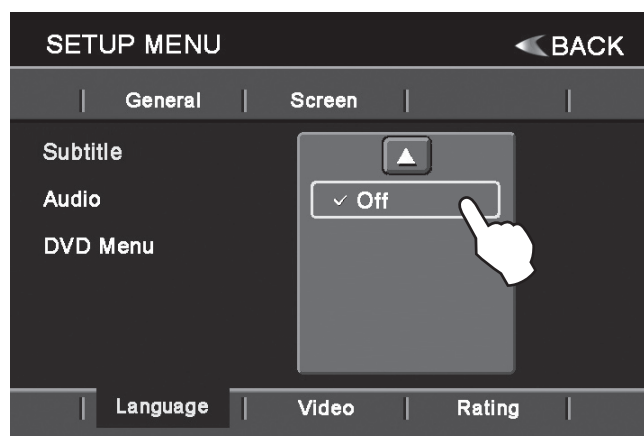 SETUP MENU BACK
General Screen
Subtitle
Audio
DVD Menu
Off
Language Video Rating